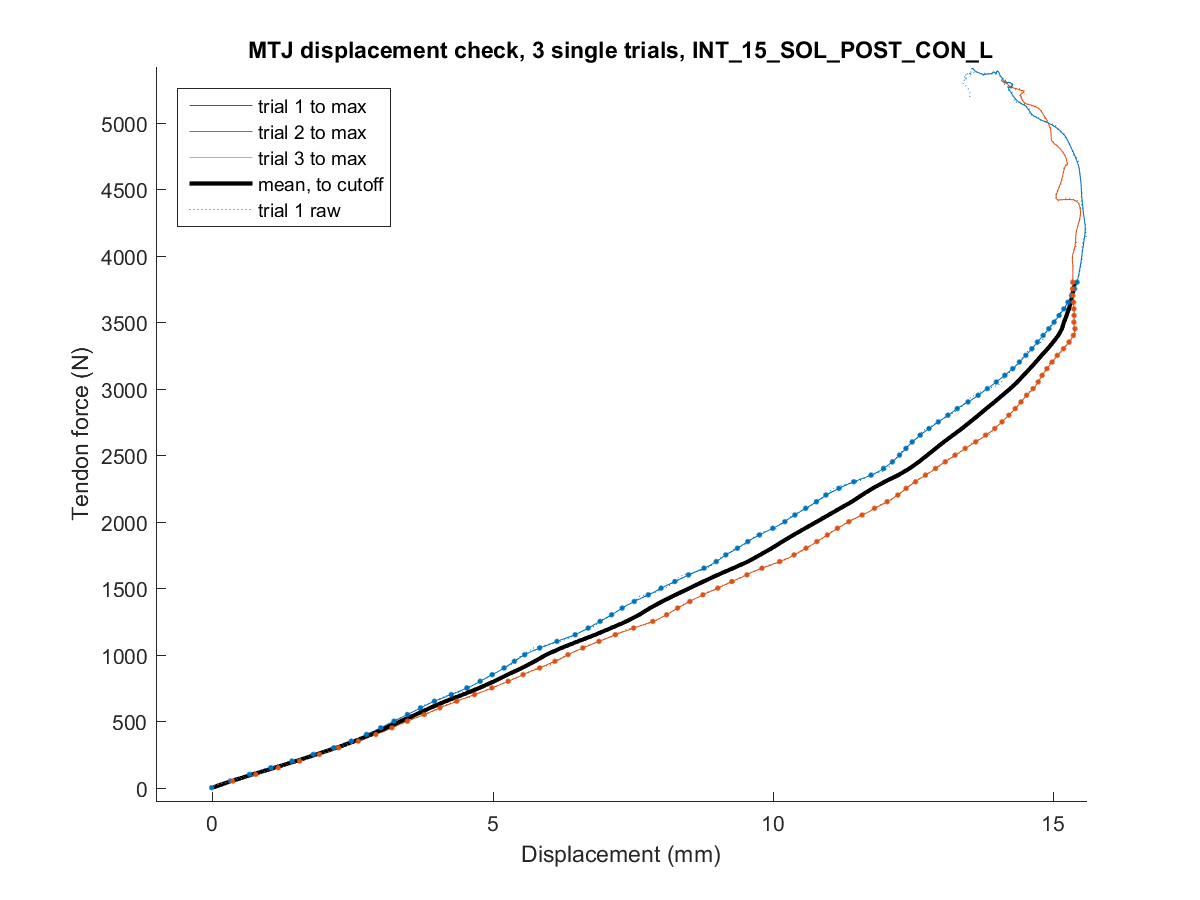 MTJ displacement check, 3 single trials, INT_15_SOL_POST_CON_L
trial 1 to max
trial 2 to max
trial 3 to max
mean, to cutoff
trial 1 raw
5000
4500
4000
3500
3000
2500
2000
1500
1000
500
0
Tendon force (N)
0 5 10 15
Displacement (mm)